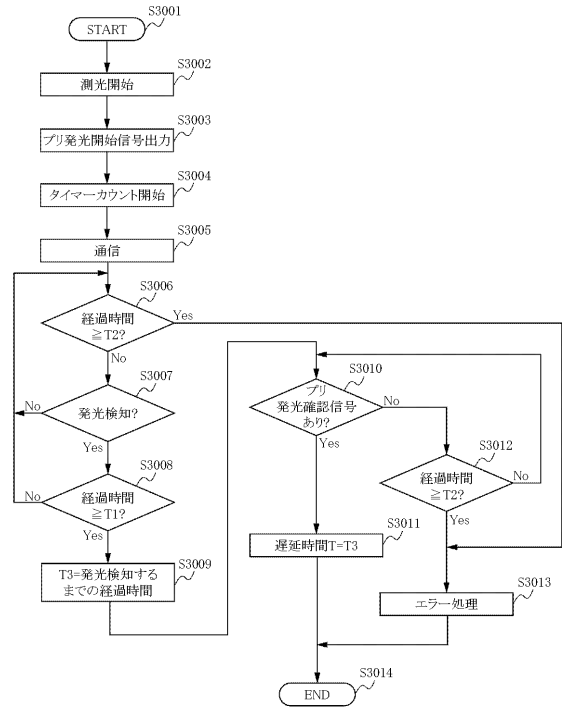 S3001
START
S3002
測光開始
S3003
プリ発光開始信号出力
S3004
タイマーカウント開始
S3005
通信
S3006
経過時間
≧T2?
Yes
No
S3007
発光検知?
No
Yes
S3008
経過時間
≧T1?
No
Yes
S3009
T3=発光検知する
までの経過時間
S3010
プリ
発光確認信号
あり?
No
Yes
S3012
経過時間
≧T2?
No
Yes
S3011
遅延時間T=T3
S3013
エラー処理
S3014
END